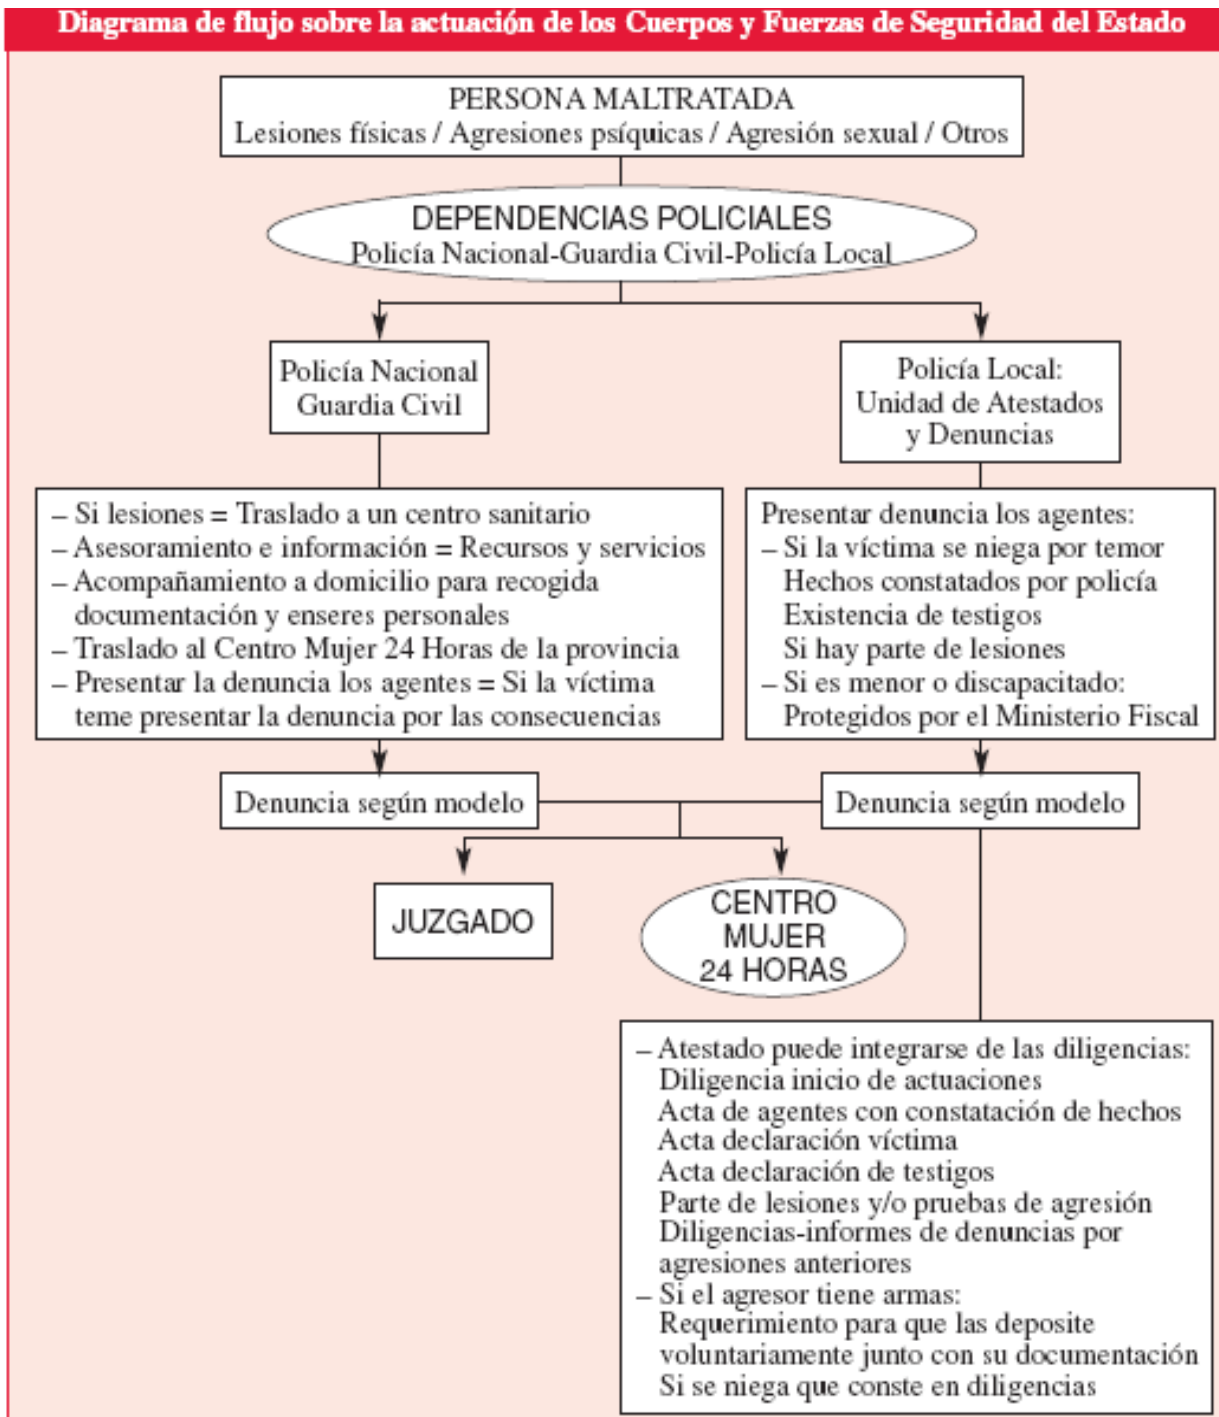 Diagrama de flujo sobre la actuación de los Cuerpos y Fuerzas de Seguridad del Estado
PERSONA MALTRATADA
Lesiones físicas / Agresiones psíquicas / Agresión sexual / Otros
DEPENDENCIAS POLICIALES
Policía Nacional-Guardia Civil-Policía Local
Policía Nacional
Guardia Civil
Policía Local:
Unidad de Atestados
y Denuncias
– Si lesiones = Traslado a un centro sanitario
– Asesoramiento e información = Recursos y servicios
– Acompañamiento a domicilio para recogida
documentación y enseres personales
– Traslado al Centro Mujer 24 Horas de la provincia
– Presentar la denuncia los agentes = Si la víctima
teme presentar la denuncia por las consecuencias
Presentar denuncia los agentes:
– Si la víctima se niega por temor
Hechos constatados por policía
Existencia de testigos
Si hay parte de lesiones
– Si es menor o discapacitado:
Protegidos por el Ministerio Fiscal
Denuncia según modelo
Denuncia según modelo
JUZGADO
CENTRO
MUJER
24 HORAS
– Atestado puede integrarse de las diligencias:
Diligencia inicio de actuaciones
Acta de agentes con constatación de hechos
Acta declaración víctima
Acta declaración de testigos
Parte de lesiones y/o pruebas de agresión
Diligencias-informes de denuncias por
agresiones anteriores
– Si el agresor tiene armas:
Requerimiento para que las deposite
voluntariamente junto con su documentación
Si se niega que conste en diligencias